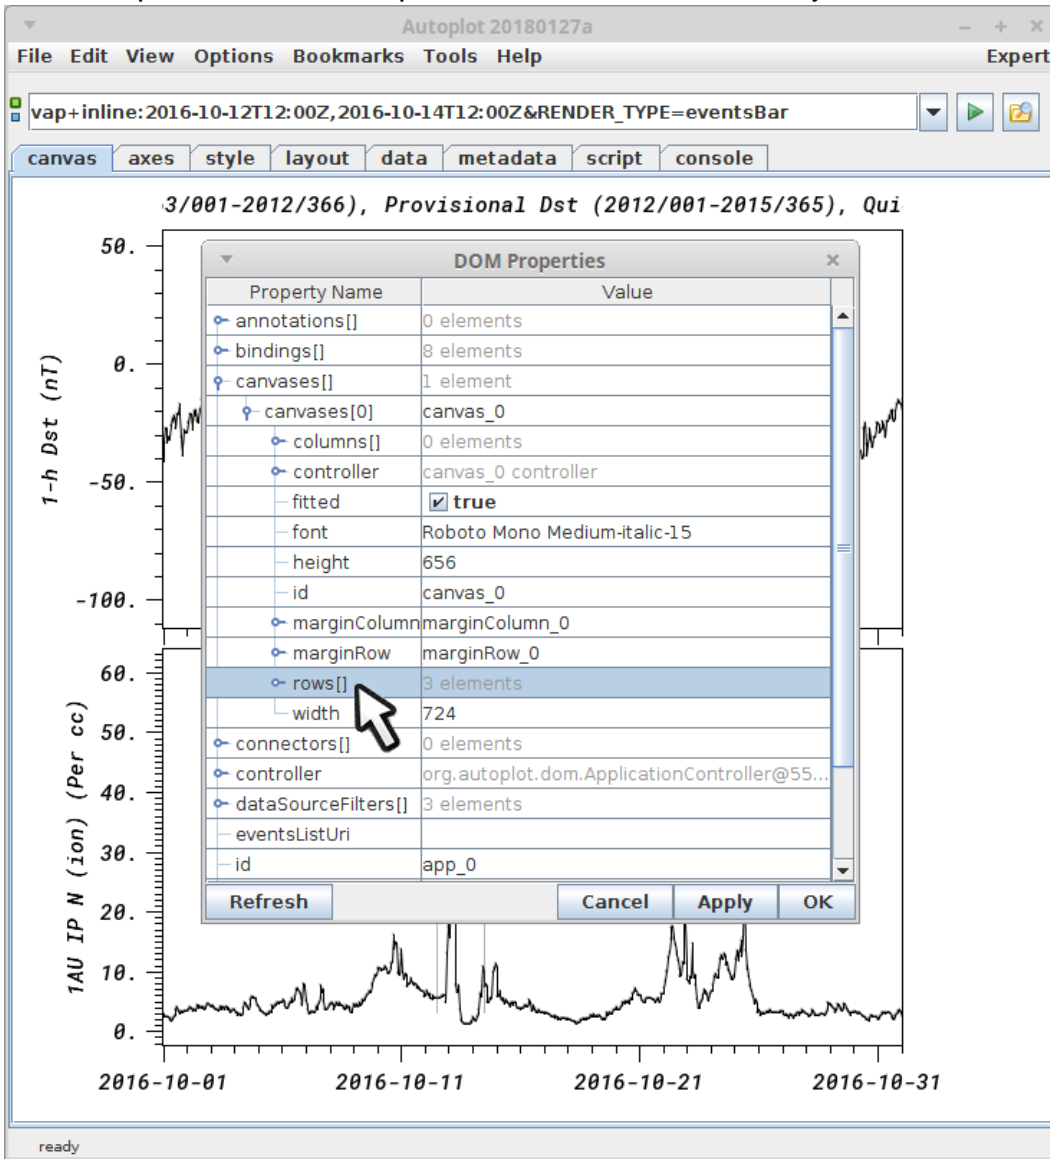 Autoplot 20180127a
File Edit View Options Bookmarks Tools Help Expert
vap+inline:2016-10-12T12:00Z,2016-10-14T12:00Z&RENDER_TYPE=eventsBar
canvas axes style layout data metadata script console
3/001-2012/366), Provisional Dst (2012/001-2015/365), Qui
50.
0.
-50.
-100.
1-h Dst (nT)
DOM Properties
Property Name Value
annotations[] 0 elements
bindings[] 8 elements
canvases[] 1 element
canvases[0] canvas_0
columns[] 0 elements
controller canvas_0 controller
fitted true
font Roboto Mono Medium-italic-15
height 656
id canvas_0
marginColumn marginColumn_0
marginRow marginRow_0
rows[] 3 elements
width 724
connectors[] 0 elements
controller org.autoplot.dom.ApplicationController@55...
dataSourceFilters[] 3 elements
eventsListUri
id app_0
Refresh Cancel Apply OK
60.
50.
40.
30.
20.
10.
0.
1AU IP N (ion) (Per cc)
2016-10-01 2016-10-11 2016-10-21 2016-10-31
ready